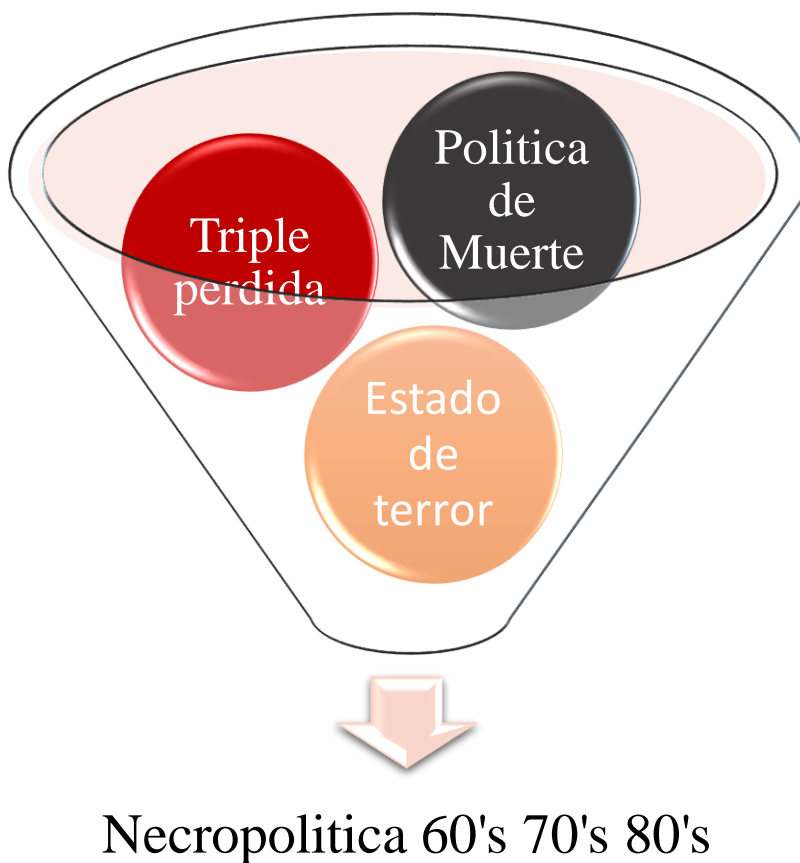 Politica
de
Muerte
Triple
perdida
Estado
de
terror
Necropolitica 60's 70's 80's